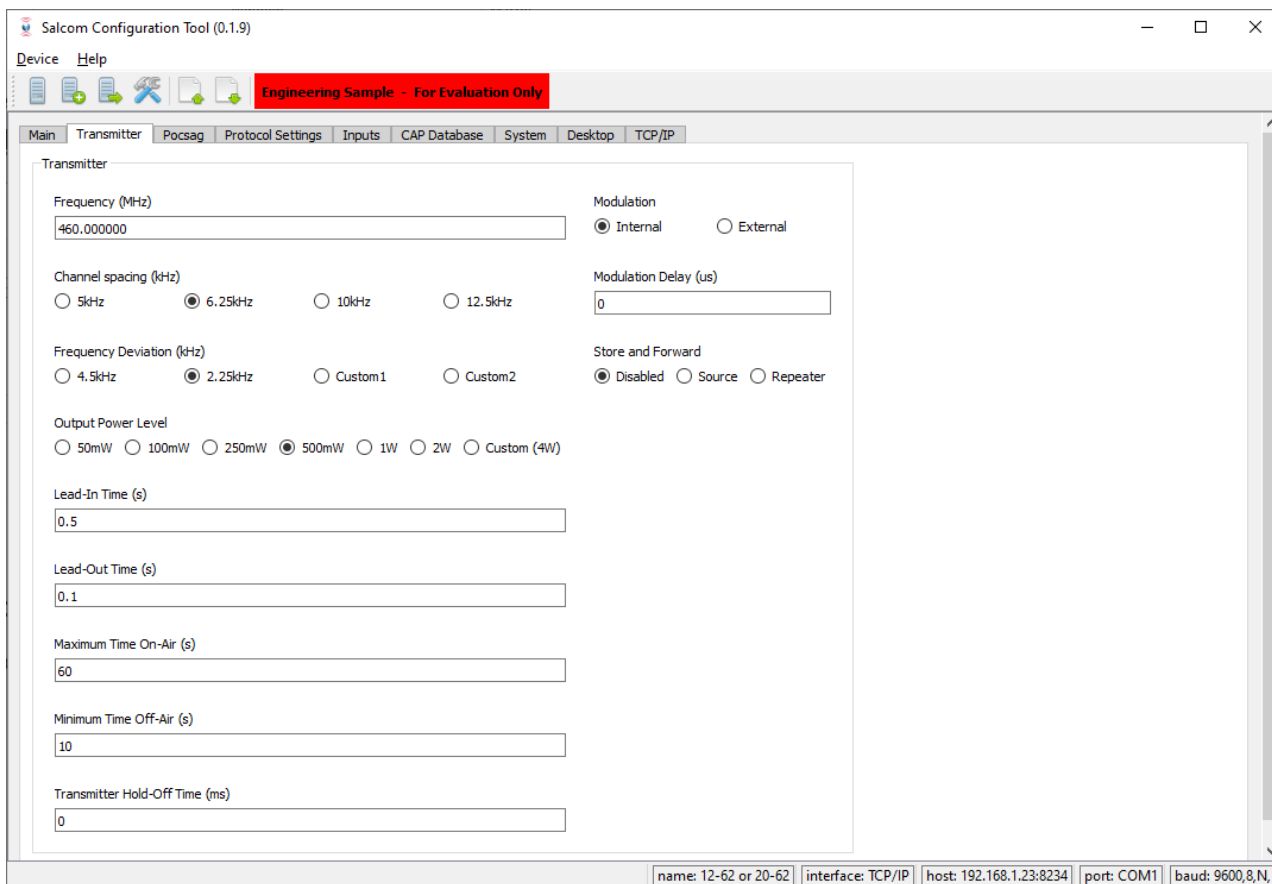 Salcom Configuration Tool (0.1.9)
Device Help
Engineering Sample - For Evaluation Only
Main Transmitter Pocsag Protocol Settings Inputs CAP Database System Desktop TCP/IP
Transmitter
Frequency (MHz)
460.000000
Modulation
Internal External
Channel spacing (kHz)
5kHz 6.25kHz 10kHz 12.5kHz
Modulation Delay (us)
0
Frequency Deviation (kHz)
4.5kHz 2.25kHz Custom1 Custom2
Store and Forward
Disabled Source Repeater
Output Power Level
50mW 100mW 250mW 500mW 1W 2W Custom (4W)
Lead-In Time (s)
0.5
Lead-Out Time (s)
0.1
Maximum Time On-Air (s)
60
Minimum Time Off-Air (s)
10
Transmitter Hold-Off Time (ms)
0
name: 12-62 or 20-62 interface: TCP/IP host: 192.168.1.23:8234 port: COM1 baud: 9600,8,N,